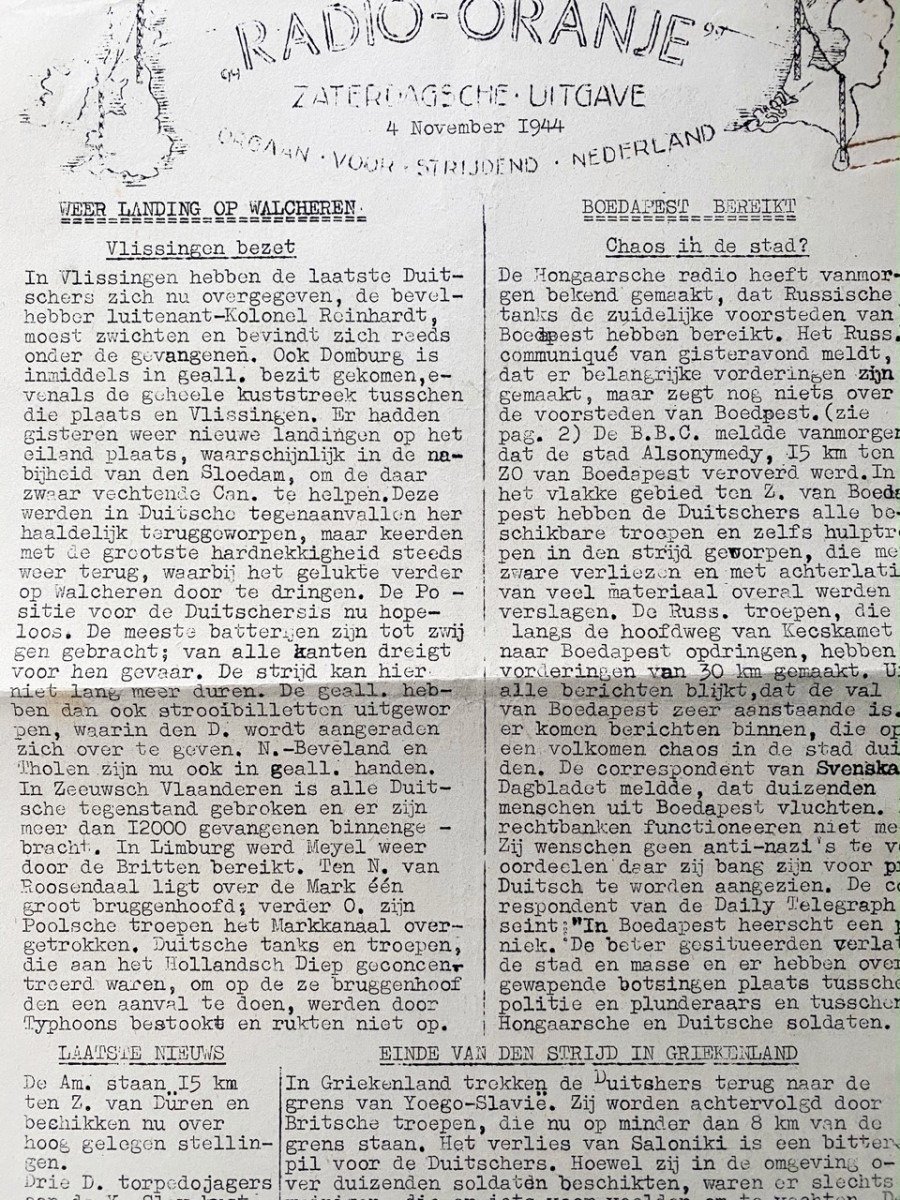 "RADIO-ORANJE"
ZATERDAGSCHE · UITGAVE
4 November 1944
ORGAAN · VOOR · STRIJDEND · NEDERLAND
WEER LANDING OP WALCHEREN.
Vlissingen bezet
In Vlissingen hebben de laatste Duit-
schers zich nu overgegeven, de bevel-
hebber luitenant-Kolonel Reinhardt,
moest zwichten en bevindt zich reeds
onder de gevangenen. Ook Domburg is
inmiddels in geall. bezit gekomen,e-
venals de geheele kuststreek tusschen
die plaats en Vlissingen. Er hadden
gisteren weer nieuwe landingen op het
eiland plaats, waarschijnlijk in de na-
bijheid van den Sloedam, om de daar
zwaar vechtende Can. te helpen.Deze
werden in Duitsche tegenaanvallen her
haaldelijk teruggeworpen, maar keerden
met de grootste hardnekkigheid steeds
weer terug, waarbij het gelukte verder
op Walcheren door te dringen. De Po -
sitie voor de Duitschersis nu hope-
loos. De meeste batterijen zijn tot zwij
gen gebracht; van alle kanten dreigt
voor hen gevaar. De strijd kan hier
niet lang meer duren. De geall. heb-
ben dan ook strooibilletten uitgewor
pen, waarin den D. wordt aangeraden
zich over te geven. N.-Beveland en
Tholen zijn nu ook in geall. handen.
In Zeeuwsch Vlaanderen is alle Duit-
sche tegenstand gebroken en er zijn
meer dan I2000 gevangenen binnenge -
bracht. In Limburg werd Meyel weer
door de Britten bereikt. Ten N. van
Roosendaal ligt over de Mark één
groot bruggenhoofd; verder O. zijn
Poolsche troepen het Markkanaal over-
getrokken. Duitsche tanks en troepen,
die aan het Hollandsch Diep geconcen-
treerd waren, om op de ze bruggenhoof
den een aanval te doen, werden door
Typhoons bestookt en rukten niet op.
BOEDAPEST BEREIKT
Chaos in de stad?
De Hongaarsche radio heeft vanmor-
gen bekend gemaakt, dat Russische
tanks de zuidelijke voorsteden van
Boedapest hebben bereikt. Het Russ.
communiqué van gisteravond meldt,
dat er belangrijke vorderingen zijn
gemaakt, maar zegt nog niets over
de voorsteden van Boedapest.(zie
pag. 2) De B.B.C. meldde vanmorgen
dat de stad Alsonymedy, I5 km ten
ZO van Boedapest veroverd werd.In
het vlakke gebied ten Z. van Boeda
pest hebben de Duitschers alle be-
schikbare troepen en zelfs hulptro
pen in den strijd geworpen, die me
zware verliezen en met achterlati
van veel materiaal overal werden
verslagen. De Russ. troepen, die
langs de hoofdweg van Kecskamet
naar Boedapest opdringen, hebben
vorderingen van 30 km gemaakt. U
alle berichten blijkt,dat de val
van Boedapest zeer aanstaande is.
er komen berichten binnen, die op
een volkomen chaos in de stad dui
den. De correspondent van Svenska
Dagbladet meldde, dat duizenden
menschen uit Boedapest vluchten.
rechtbanken functioneeren niet me
Zij wenschen geen anti-nazi's te v
oordeelen daar zij bang zijn voor p
Duitsch te worden aangezien. De co
respondent van de Daily Telegraph
seint:"In Boedapest heerscht een p
niek. De beter gesitueerden verlat
de stad en masse en er hebben over
gewapende botsingen plaats tussche
politie en plunderaars en tusschen
Hongaarsche en Duitsche soldaten.
LAATSTE NIEUWS
De Am. staan I5 km
ten Z. van Düren en
beschikken nu over
hoog gelegen stellin-
gen.
Drie D. torpedojagers
EINDE VAN DEN STRIJD IN GRIEKENLAND
In Griekenland trekken de Duitshers terug naar de
grens van Yoego-Slavië. Zij worden achtervolgd door
Britsche troepen, die nu op minder dan 8 km van de
grens staan. Het verlies van Saloniki is een bitter
pil voor de Duitschers. Hoewel zij in de omgeving o-
ver duizenden soldaten beschikten, waren er slechts